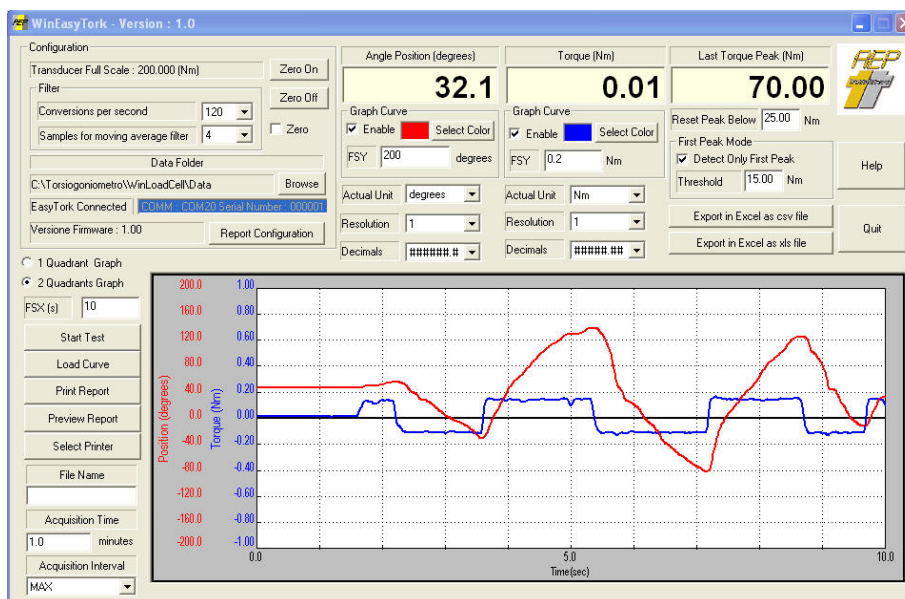 WinEasyTork - Version : 1.0
Configuration
Transducer Full Scale : 200.000 (Nm)
Zero On
Filter
Zero Off
Conversions per second
120
Zero
Samples for moving average filter
4
Data Folder
C:\Torsiogoniometro\WinLoadCell\Data
Browse
EasyTork Connected
COMM : COM20 Serial Number : 000001
Versione Firmware : 1.00
Report Configuration
Angle Position (degrees)
32.1
Graph Curve
Enable
Select Color
FSY
200
degrees
Actual Unit
degrees
Resolution
1
Decimals
######.#
Torque (Nm)
0.01
Graph Curve
Enable
Select Color
FSY
0.2
Nm
Actual Unit
Nm
Resolution
1
Decimals
#####.##
Last Torque Peak (Nm)
70.00
Reset Peak Below
25.00
Nm
First Peak Mode
Detect Only First Peak
Threshold
15.00
Nm
Export in Excel as csv file
Export in Excel as xls file
AEP
Help
Quit
1 Quadrant Graph
2 Quadrants Graph
FSX (s)
10
Start Test
Load Curve
Print Report
Preview Report
Select Printer
File Name
Acquisition Time
1.0
minutes
Acquisition Interval
MAX
Position (degrees)
200.0
160.0
120.0
80.0
40.0
0.0
-40.0
-80.0
-120.0
-160.0
-200.0
Torque (Nm)
1.00
0.80
0.60
0.40
0.20
0.00
-0.20
-0.40
-0.60
-0.80
-1.00
0.0
5.0
10.0
Time(sec)